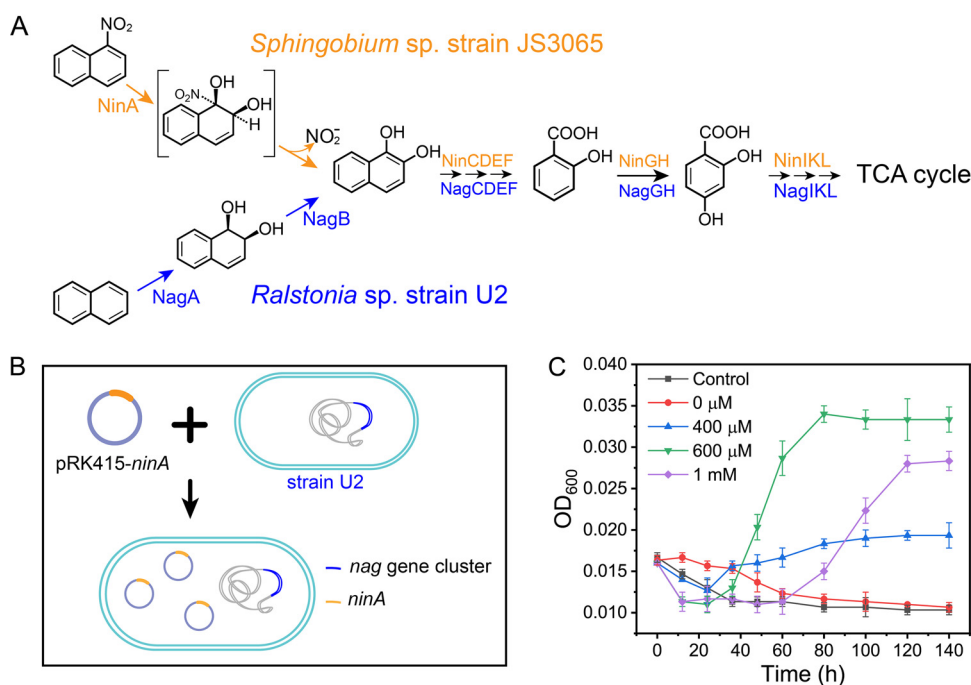 A
NO₂
Sphingobium sp. strain JS3065
NinA
O₂N
OH
OH
H
NO₂⁻
OH
OH
NinCDEF
NagCDEF
COOH
OH
NinGH
NagGH
COOH
OH
OH
NinIKL
NagIKL
TCA cycle
OH
OH
NagB
NagA
Ralstonia sp. strain U2
B
pRK415-ninA
strain U2
nag gene cluster
ninA
C
Control
0 μM
400 μM
600 μM
1 mM
0.040
0.035
0.030
0.025
0.020
0.015
0.010
OD₆₀₀
0 20 40 60 80 100 120 140
Time (h)